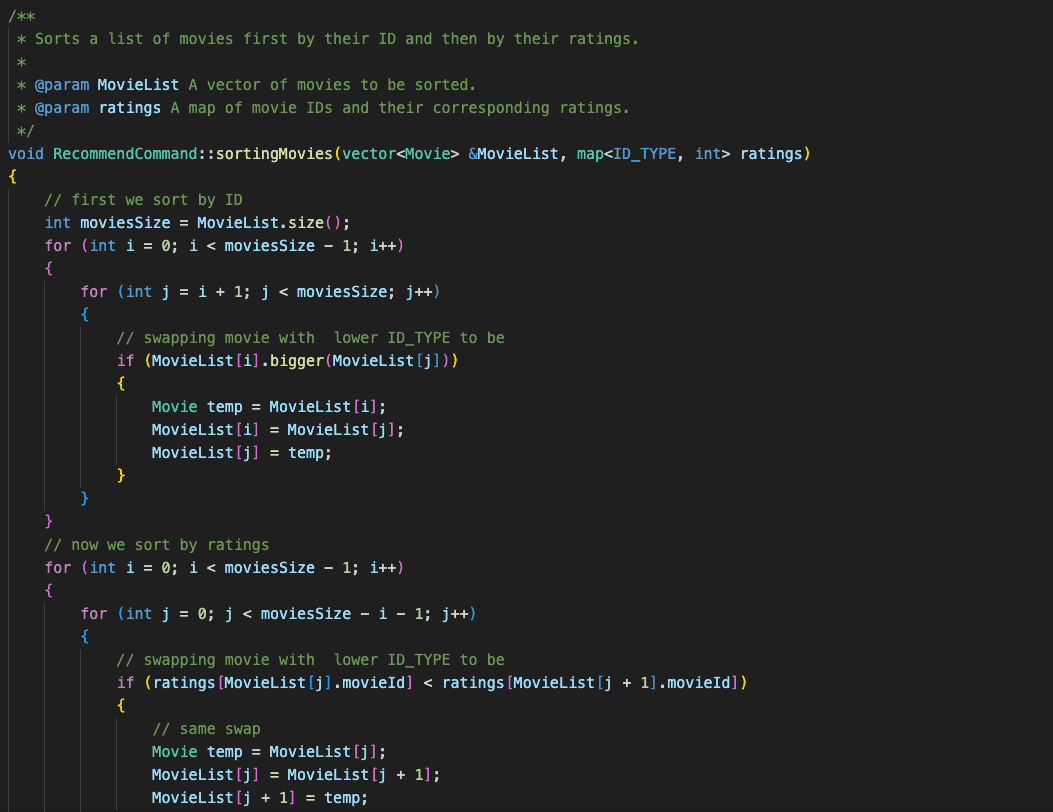 /**
 * Sorts a list of movies first by their ID and then by their ratings.
 *
 * @param MovieList A vector of movies to be sorted.
 * @param ratings A map of movie IDs and their corresponding ratings.
 */
void RecommendCommand::sortingMovies(vector<Movie> &MovieList, map<ID_TYPE, int> ratings)
{
    // first we sort by ID
    int moviesSize = MovieList.size();
    for (int i = 0; i < moviesSize - 1; i++)
    {
        for (int j = i + 1; j < moviesSize; j++)
        {
            // swapping movie with  lower ID_TYPE to be
            if (MovieList[i].bigger(MovieList[j]))
            {
                Movie temp = MovieList[i];
                MovieList[i] = MovieList[j];
                MovieList[j] = temp;
            }
        }
    }
    // now we sort by ratings
    for (int i = 0; i < moviesSize - 1; i++)
    {
        for (int j = 0; j < moviesSize - i - 1; j++)
        {
            // swapping movie with  lower ID_TYPE to be
            if (ratings[MovieList[j].movieId] < ratings[MovieList[j + 1].movieId])
            {
                // same swap
                Movie temp = MovieList[j];
                MovieList[j] = MovieList[j + 1];
                MovieList[j + 1] = temp;